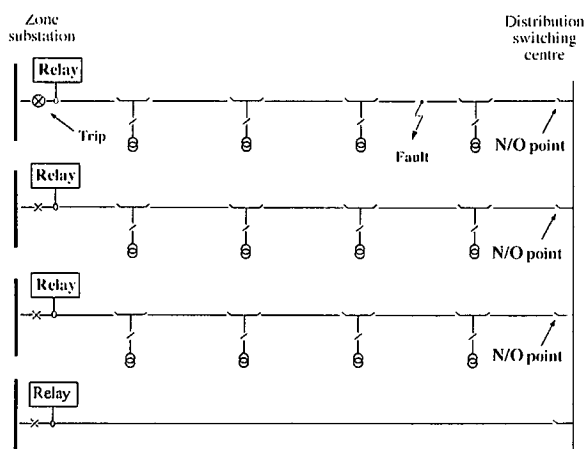 Zone
substation
Distribution
switching
centre
Relay
Trip
Fault
N/O point
Relay
N/O point
Relay
N/O point
Relay